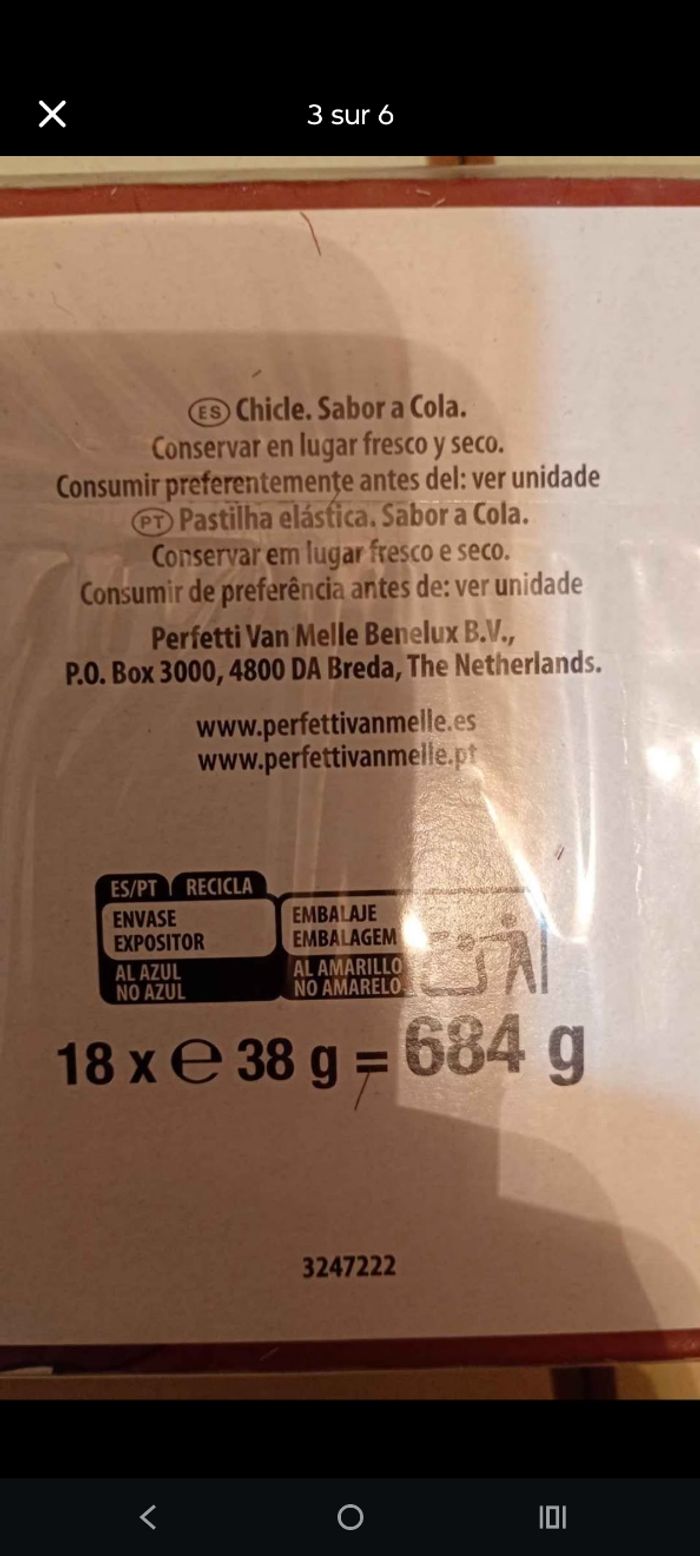 3 sur 6
ES Chicle. Sabor a Cola.
Conservar en lugar fresco y seco.
Consumir preferentemente antes del: ver unidade
PT Pastilha elástica. Sabor a Cola.
Conservar em lugar fresco e seco.
Consumir de preferência antes de: ver unidade
Perfetti Van Melle Benelux B.V.,
P.O. Box 3000, 4800 DA Breda, The Netherlands.
www.perfettivanmelle.es
www.perfettivanmelle.pt
ES/PT RECICLA
ENVASE
EXPOSITOR
AL AZUL
NO AZUL
EMBALAJE
EMBALAGEM
AL AMARILLO
NO AMARELO
18 x e 38 g = 684 g
3247222